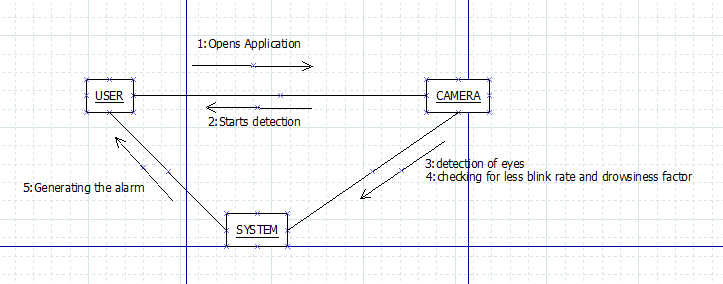 1:Opens Application
USER
CAMERA
2:Starts detection
3:detection of eyes
4:checking for less blink rate and drowsiness factor
5:Generating the alarm
SYSTEM